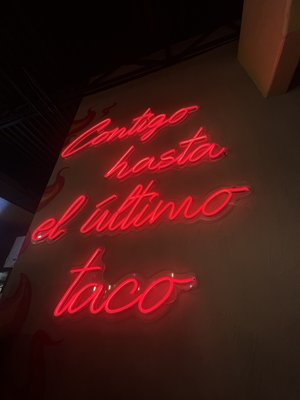 Contigo
hasta
el último
taco